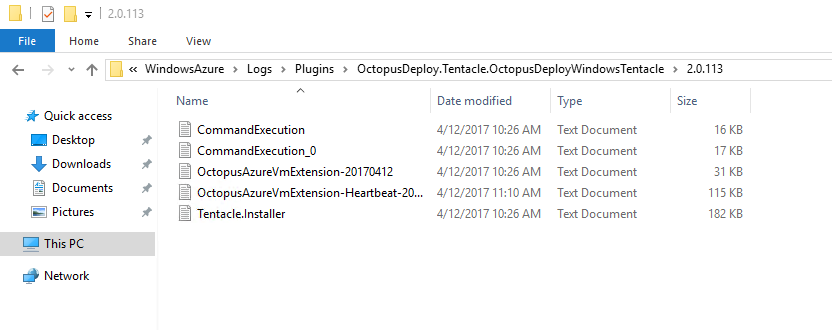 2.0.113
File Home Share View
« WindowsAzure > Logs > Plugins > OctopusDeploy.Tentacle.OctopusDeployWindowsTentacle > 2.0.113
Name Date modified Type Size
Quick access
Desktop
Downloads
Documents
Pictures
This PC
Network
CommandExecution 4/12/2017 10:26 AM Text Document 16 KB
CommandExecution_0 4/12/2017 10:26 AM Text Document 17 KB
OctopusAzureVmExtension-20170412 4/12/2017 10:26 AM Text Document 31 KB
OctopusAzureVmExtension-Heartbeat-20... 4/12/2017 11:10 AM Text Document 115 KB
Tentacle.Installer 4/12/2017 10:26 AM Text Document 182 KB